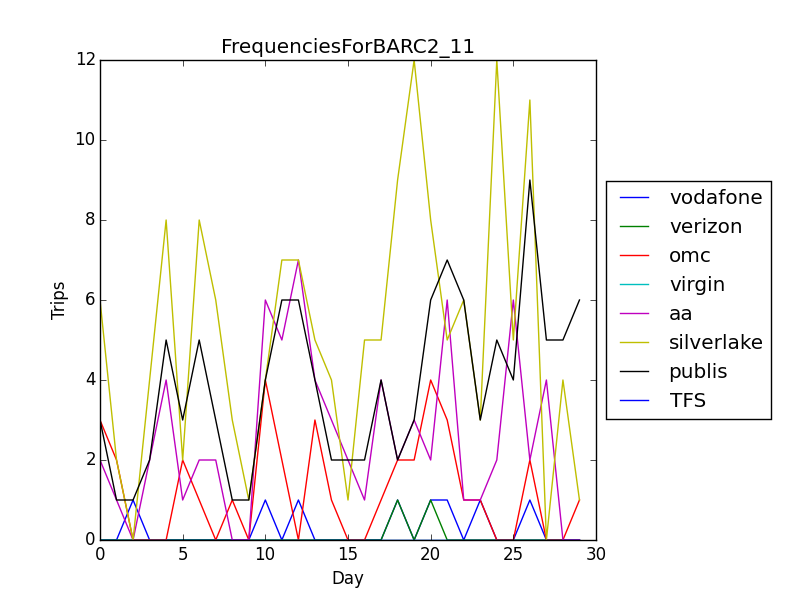 FrequenciesForBARC2_11
12
10
8
6
4
2
0
Trips
0 5 10 15 20 25 30
Day
vodafone
verizon
omc
virgin
aa
silverlake
publis
TFS